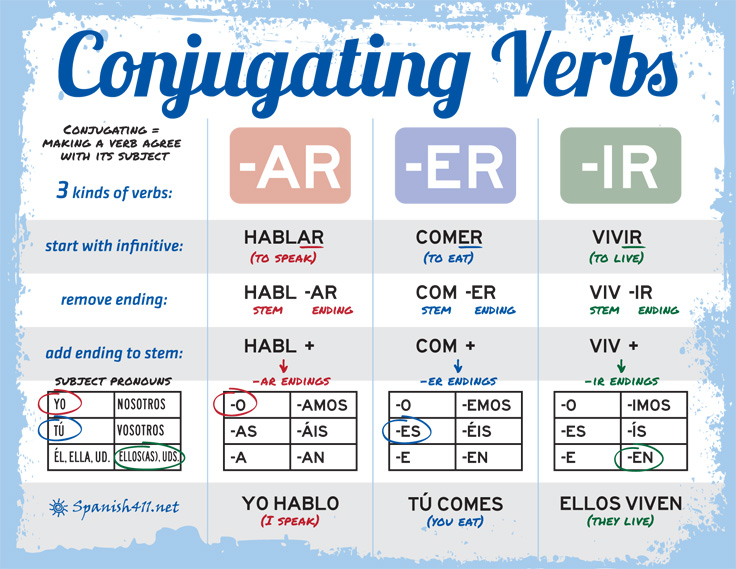 Conjugating Verbs
CONJUGATING =
MAKING A VERB AGREE
WITH ITS SUBJECT
3 kinds of verbs:
-AR -ER -IR
start with infinitive:
HABLAR COMER VIVIR
(TO SPEAK) (TO EAT) (TO LIVE)
remove ending:
HABL -AR COM -ER VIV -IR
STEM ENDING STEM ENDING STEM ENDING
add ending to stem:
HABL + COM + VIV +
SUBJECT PRONOUNS -AR ENDINGS -ER ENDINGS -IR ENDINGS
YO NOSOTROS -O -AMOS -O -EMOS -O -IMOS
TÚ VOSOTROS -AS -ÁIS -ES -ÉIS -ES -ÍS
ÉL, ELLA, UD. ELLOS(AS), UDS. -A -AN -E -EN -E -EN
Spanish411.net
YO HABLO TÚ COMES ELLOS VIVEN
(I SPEAK) (YOU EAT) (THEY LIVE)